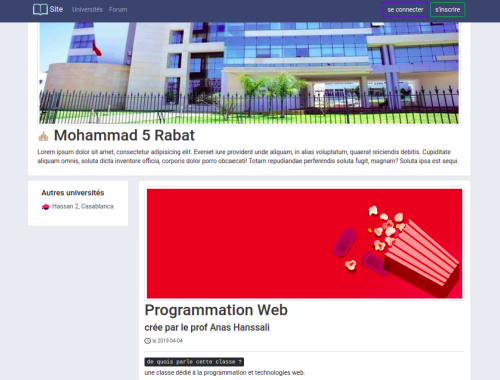 Site Universités Forum se connecter s'inscrire
Mohammad 5 Rabat
Lorem ipsum dolor sit amet, consectetur adipisicing elit. Eveniet iure provident unde aliquam, in alias voluptatum, quaerat reiciendis debitis. Cupiditate
aliquam omnis, soluta dicta inventore officia, corporis dolor porro obcaecati! Totam repudiandae perferendis soluta fugit, magnam? Soluta ipsa est sequi.
Autres universités
Hassan 2, Casablanca
Programmation Web
crée par le prof Anas Hanssali
le 2019-04-04
de quois parle cette classe ?
une classe dédié à la programation et technologies web.